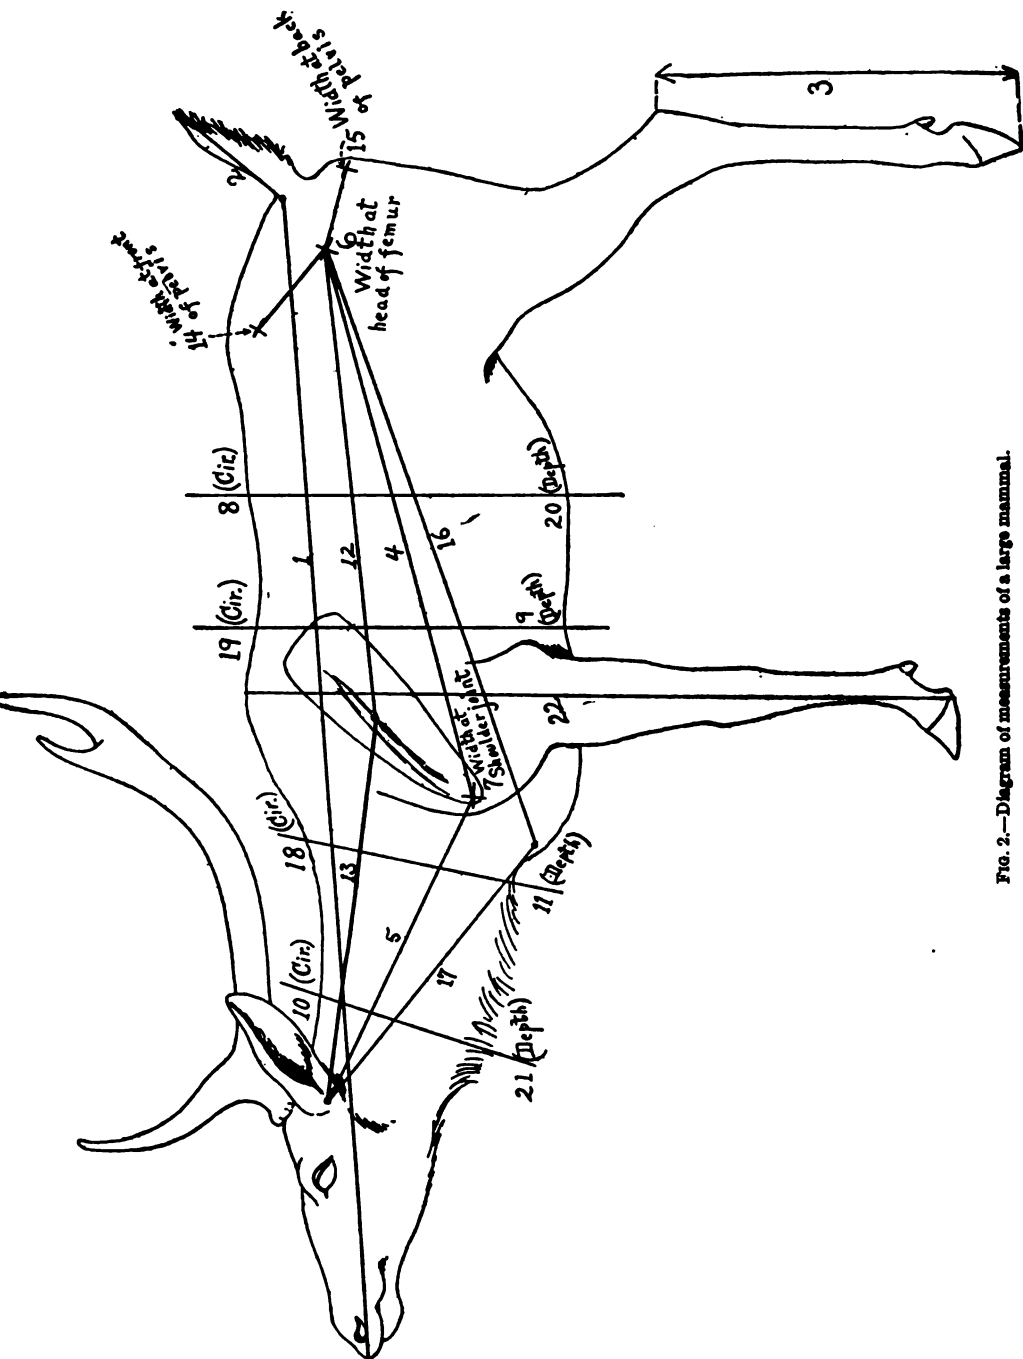 Width at back
of Pelvis
15
2
3
Width at front
of Pelvis
14
6
Width at
head of femur
8 (Cir.)
20 (Depth)
1
12
4
16
19 (Cir.)
9 (Depth)
22
Width at
7 Shoulder joint
18 (Cir.)
13
11 (Depth)
5
17
10 (Cir.)
21 (Depth)
FIG. 2.—Diagram of measurements of a large mammal.